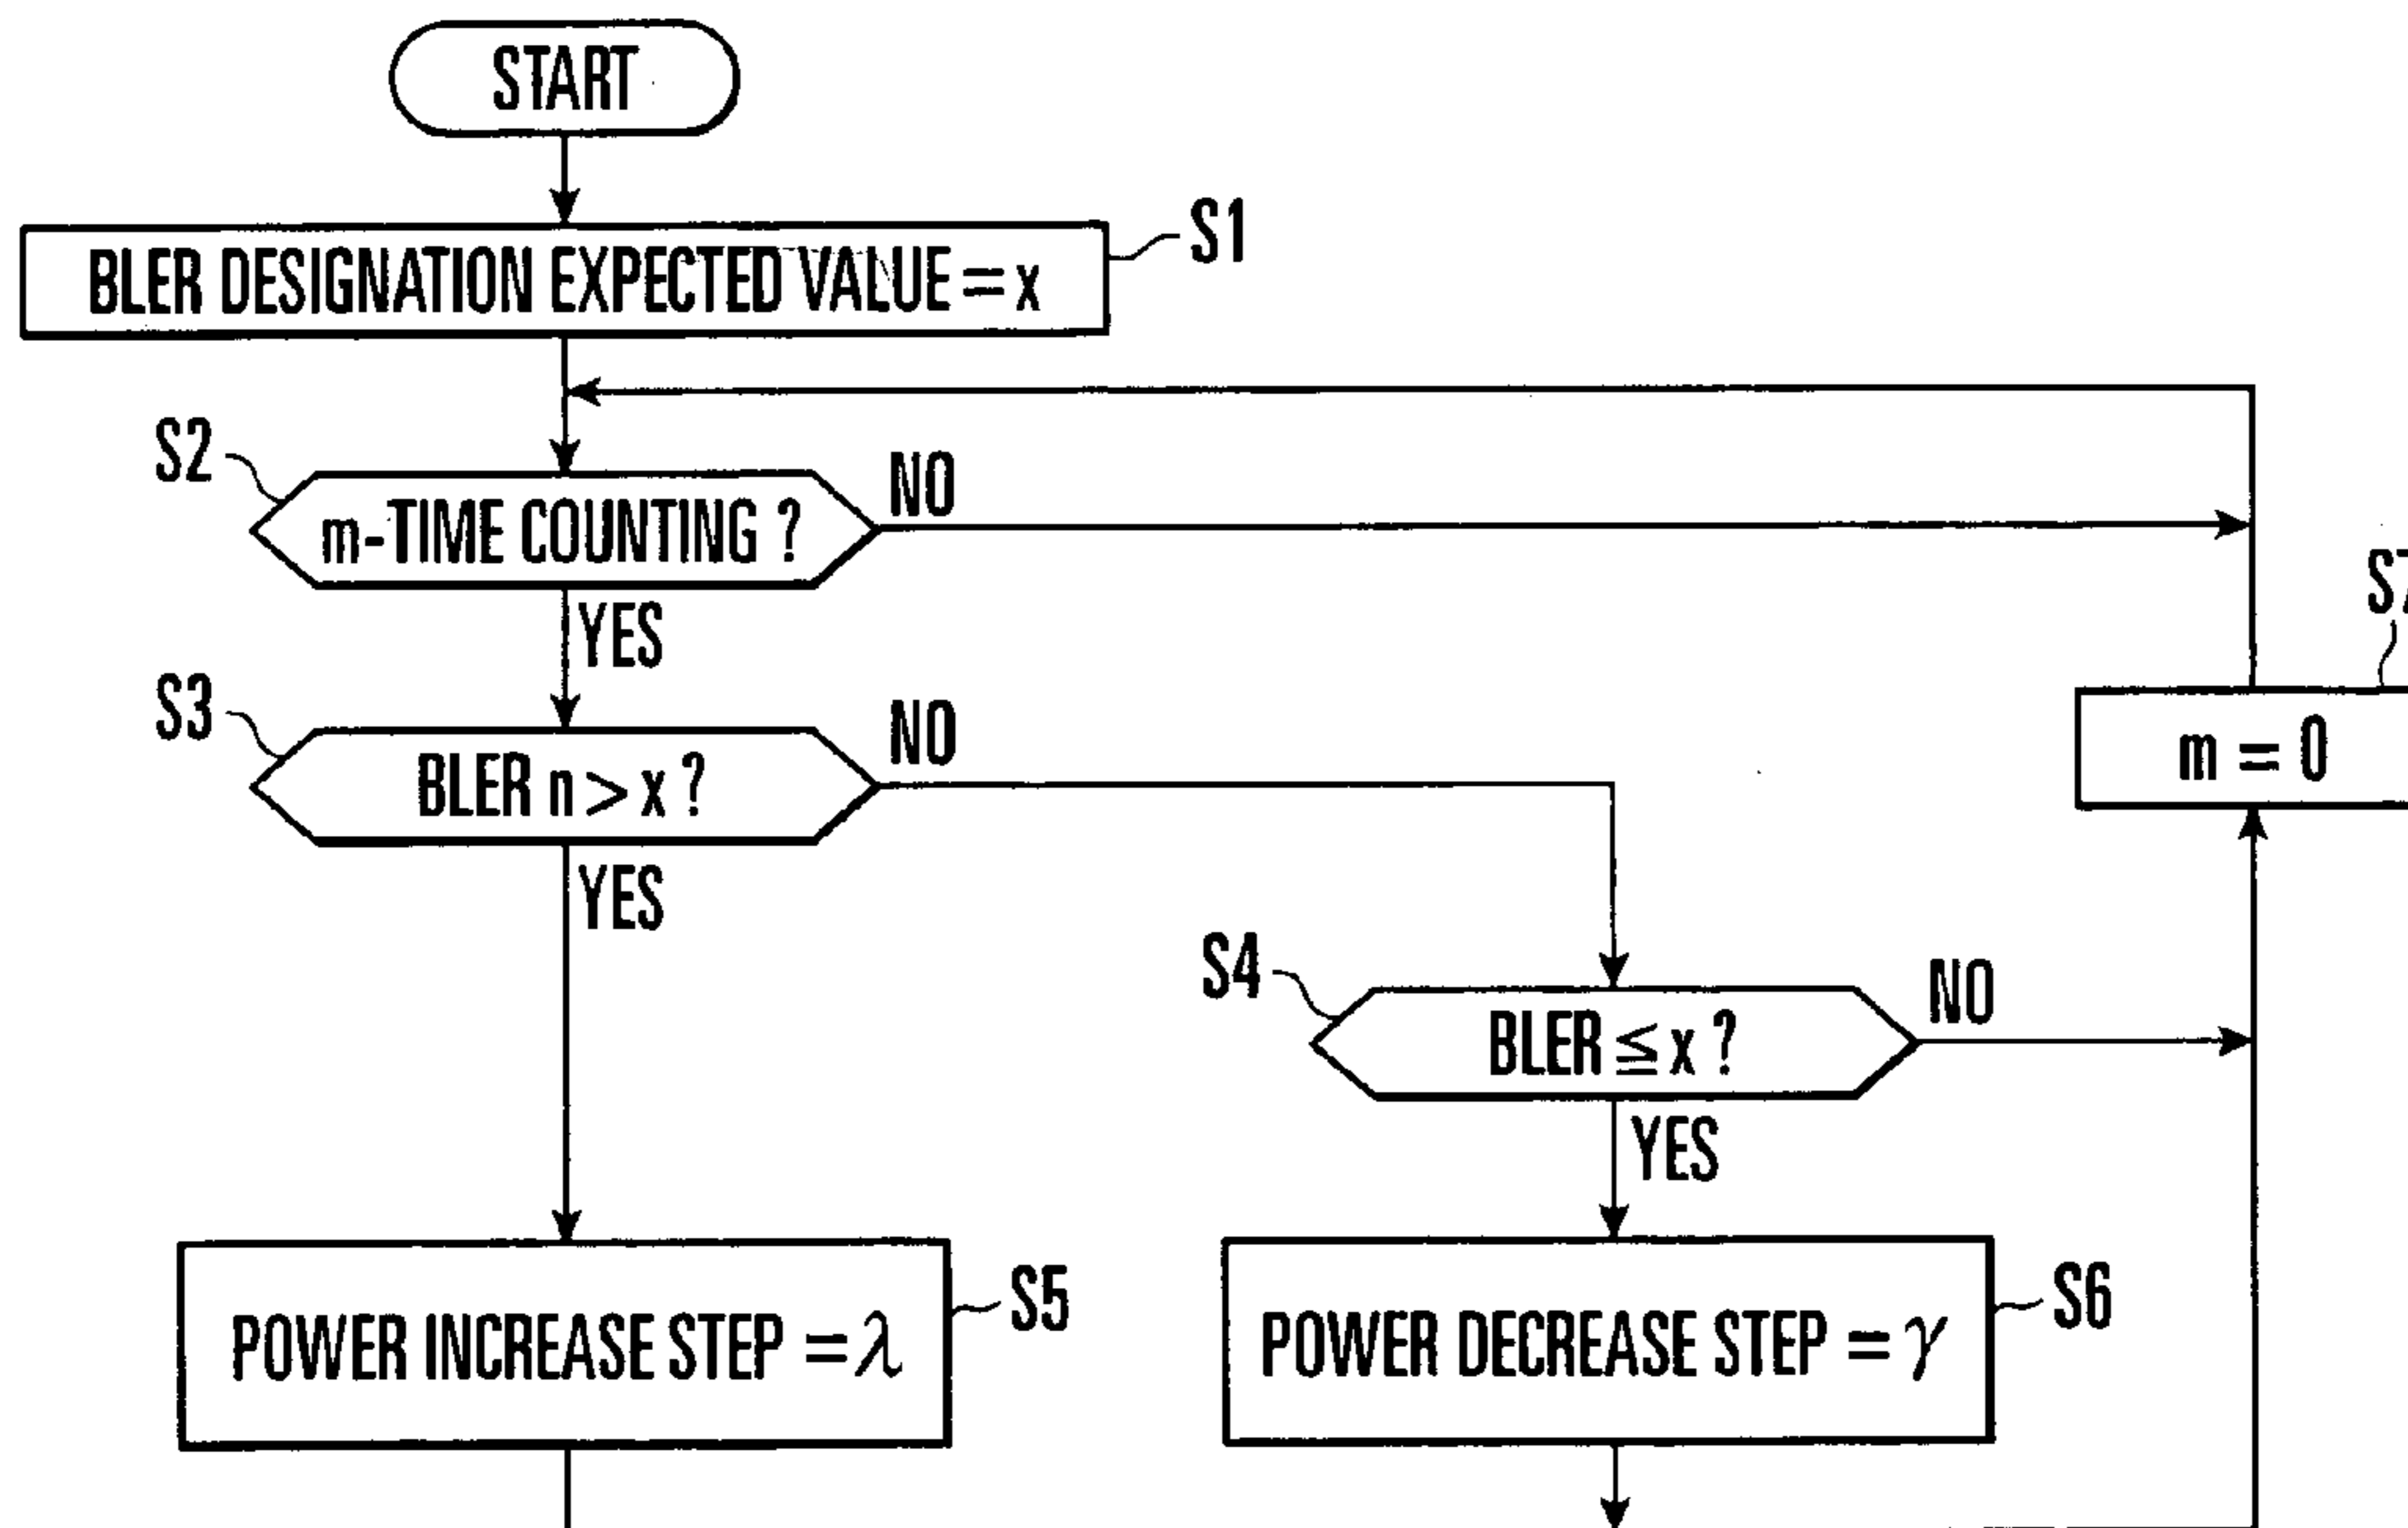 START
BLER DESIGNATION EXPECTED VALUE = x
S1
S2
m-TIME COUNTING ?
NO
YES
S3
BLER n > x ?
NO
YES
m = 0
S4
BLER ≦ x ?
NO
YES
POWER INCREASE STEP = λ
S5
POWER DECREASE STEP = γ
S6